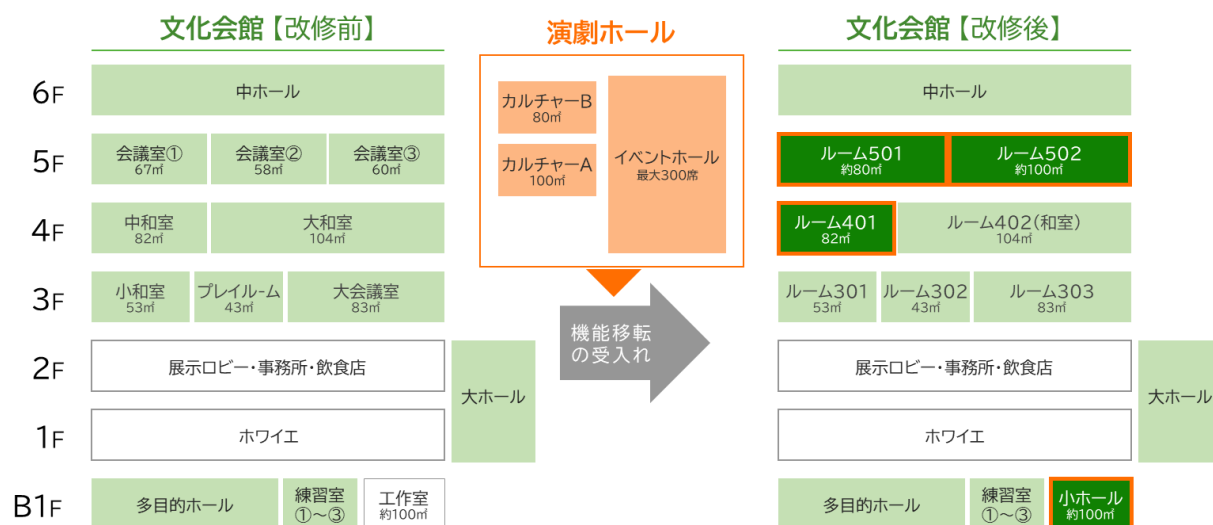 文化会館【改修前】
6F
中ホール
5F
会議室①
67㎡
会議室②
58㎡
会議室③
60㎡
4F
中和室
82㎡
大和室
104㎡
3F
小和室
53㎡
プレイル-ム
43㎡
大会議室
83㎡
2F
展示ロビー・事務所・飲食店
大ホール
1F
ホワイエ
B1F
多目的ホール
練習室
①～③
工作室
約100㎡
演劇ホール
カルチャーB
80㎡
カルチャーA
100㎡
イベントホール
最大300席
機能移転
の受入れ
文化会館【改修後】
中ホール
ルーム501
約80㎡
ルーム502
約100㎡
ルーム401
82㎡
ルーム402(和室)
104㎡
ルーム301
53㎡
ルーム302
43㎡
ルーム303
83㎡
展示ロビー・事務所・飲食店
大ホール
ホワイエ
多目的ホール
練習室
①～③
小ホール
約100㎡